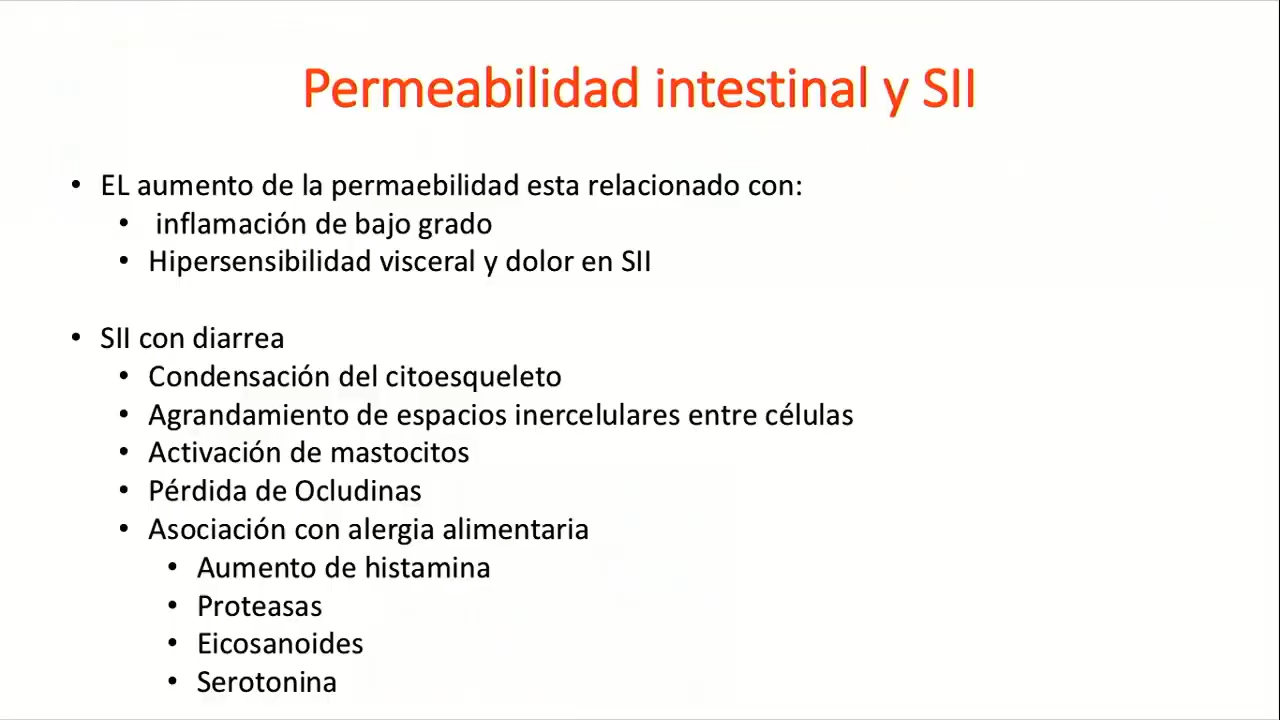 Permeabilidad intestinal y SII
• EL aumento de la permaebilidad esta relacionado con:
• inflamación de bajo grado
• Hipersensibilidad visceral y dolor en SII
• SII con diarrea
• Condensación del citoesqueleto
• Agrandamiento de espacios inercelulares entre células
• Activación de mastocitos
• Pérdida de Ocludinas
• Asociación con alergia alimentaria
• Aumento de histamina
• Proteasas
• Eicosanoides
• Serotonina